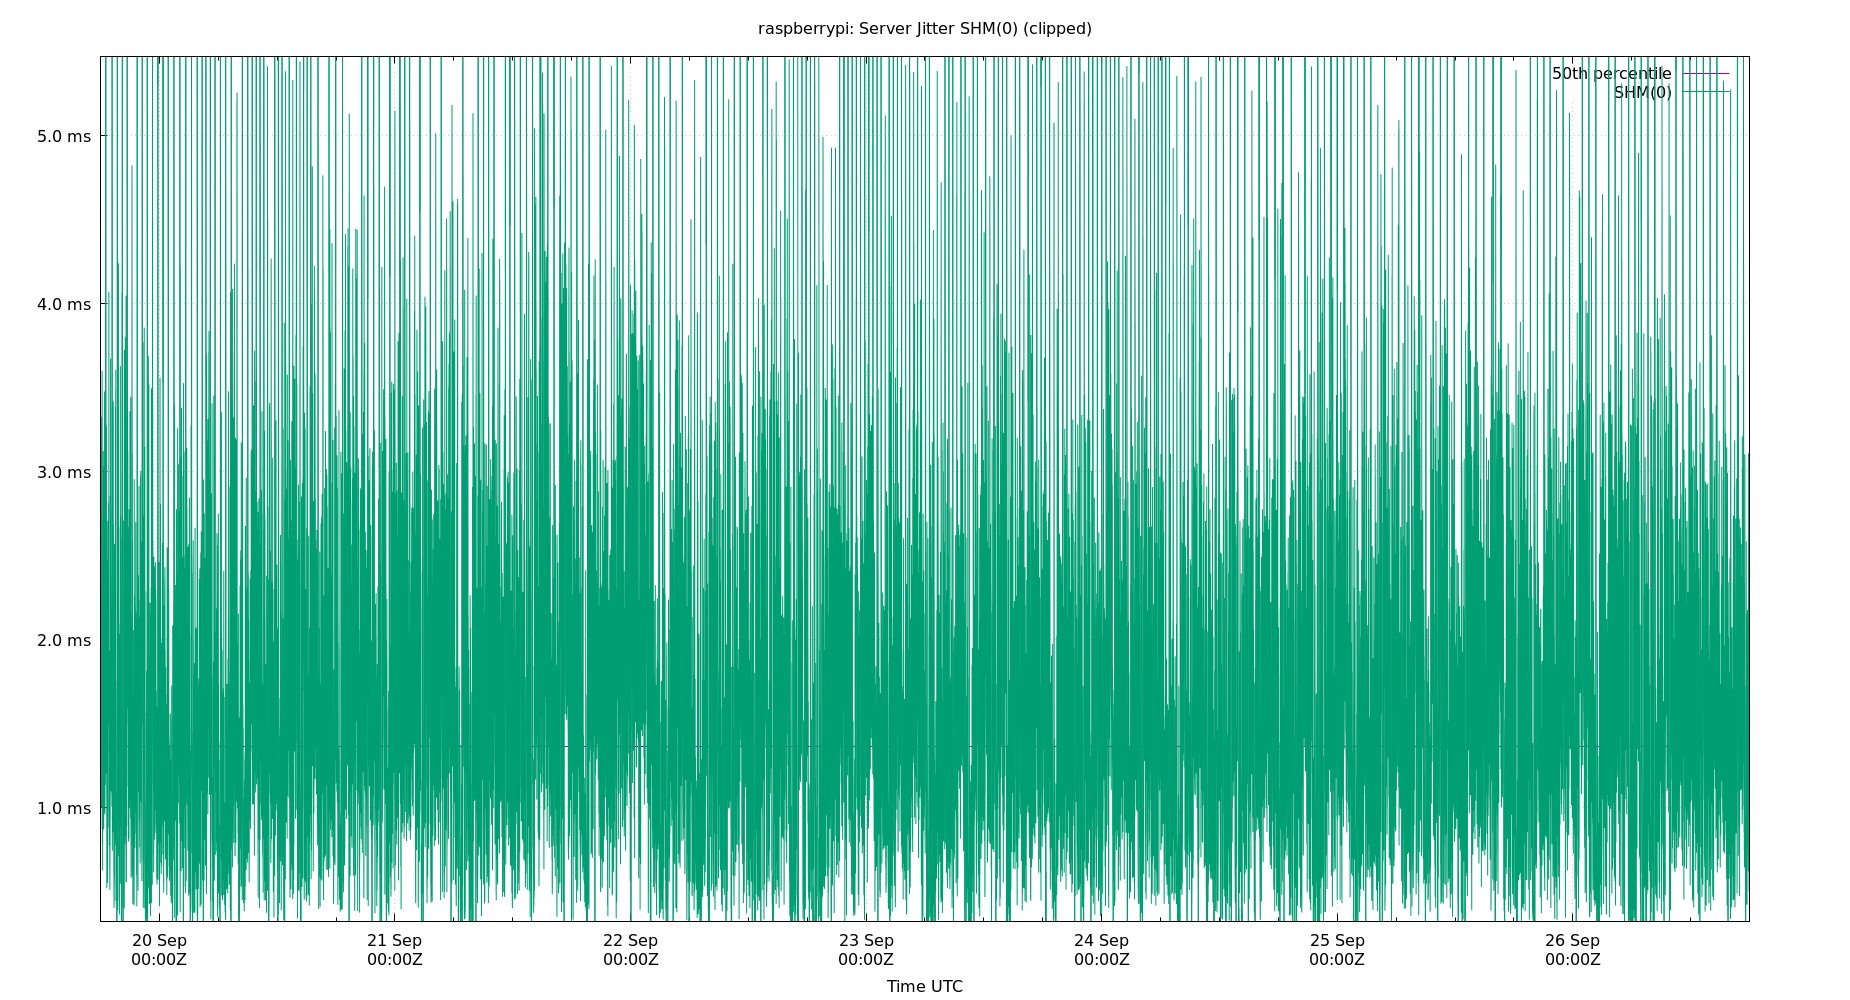 raspberrypi: Server Jitter SHM(0) (clipped)
50th percentile
SHM(0)
5.0 ms
4.0 ms
3.0 ms
2.0 ms
1.0 ms
20 Sep 21 Sep 22 Sep 23 Sep 24 Sep 25 Sep 26 Sep
00:00Z 00:00Z 00:00Z 00:00Z 00:00Z 00:00Z 00:00Z
Time UTC